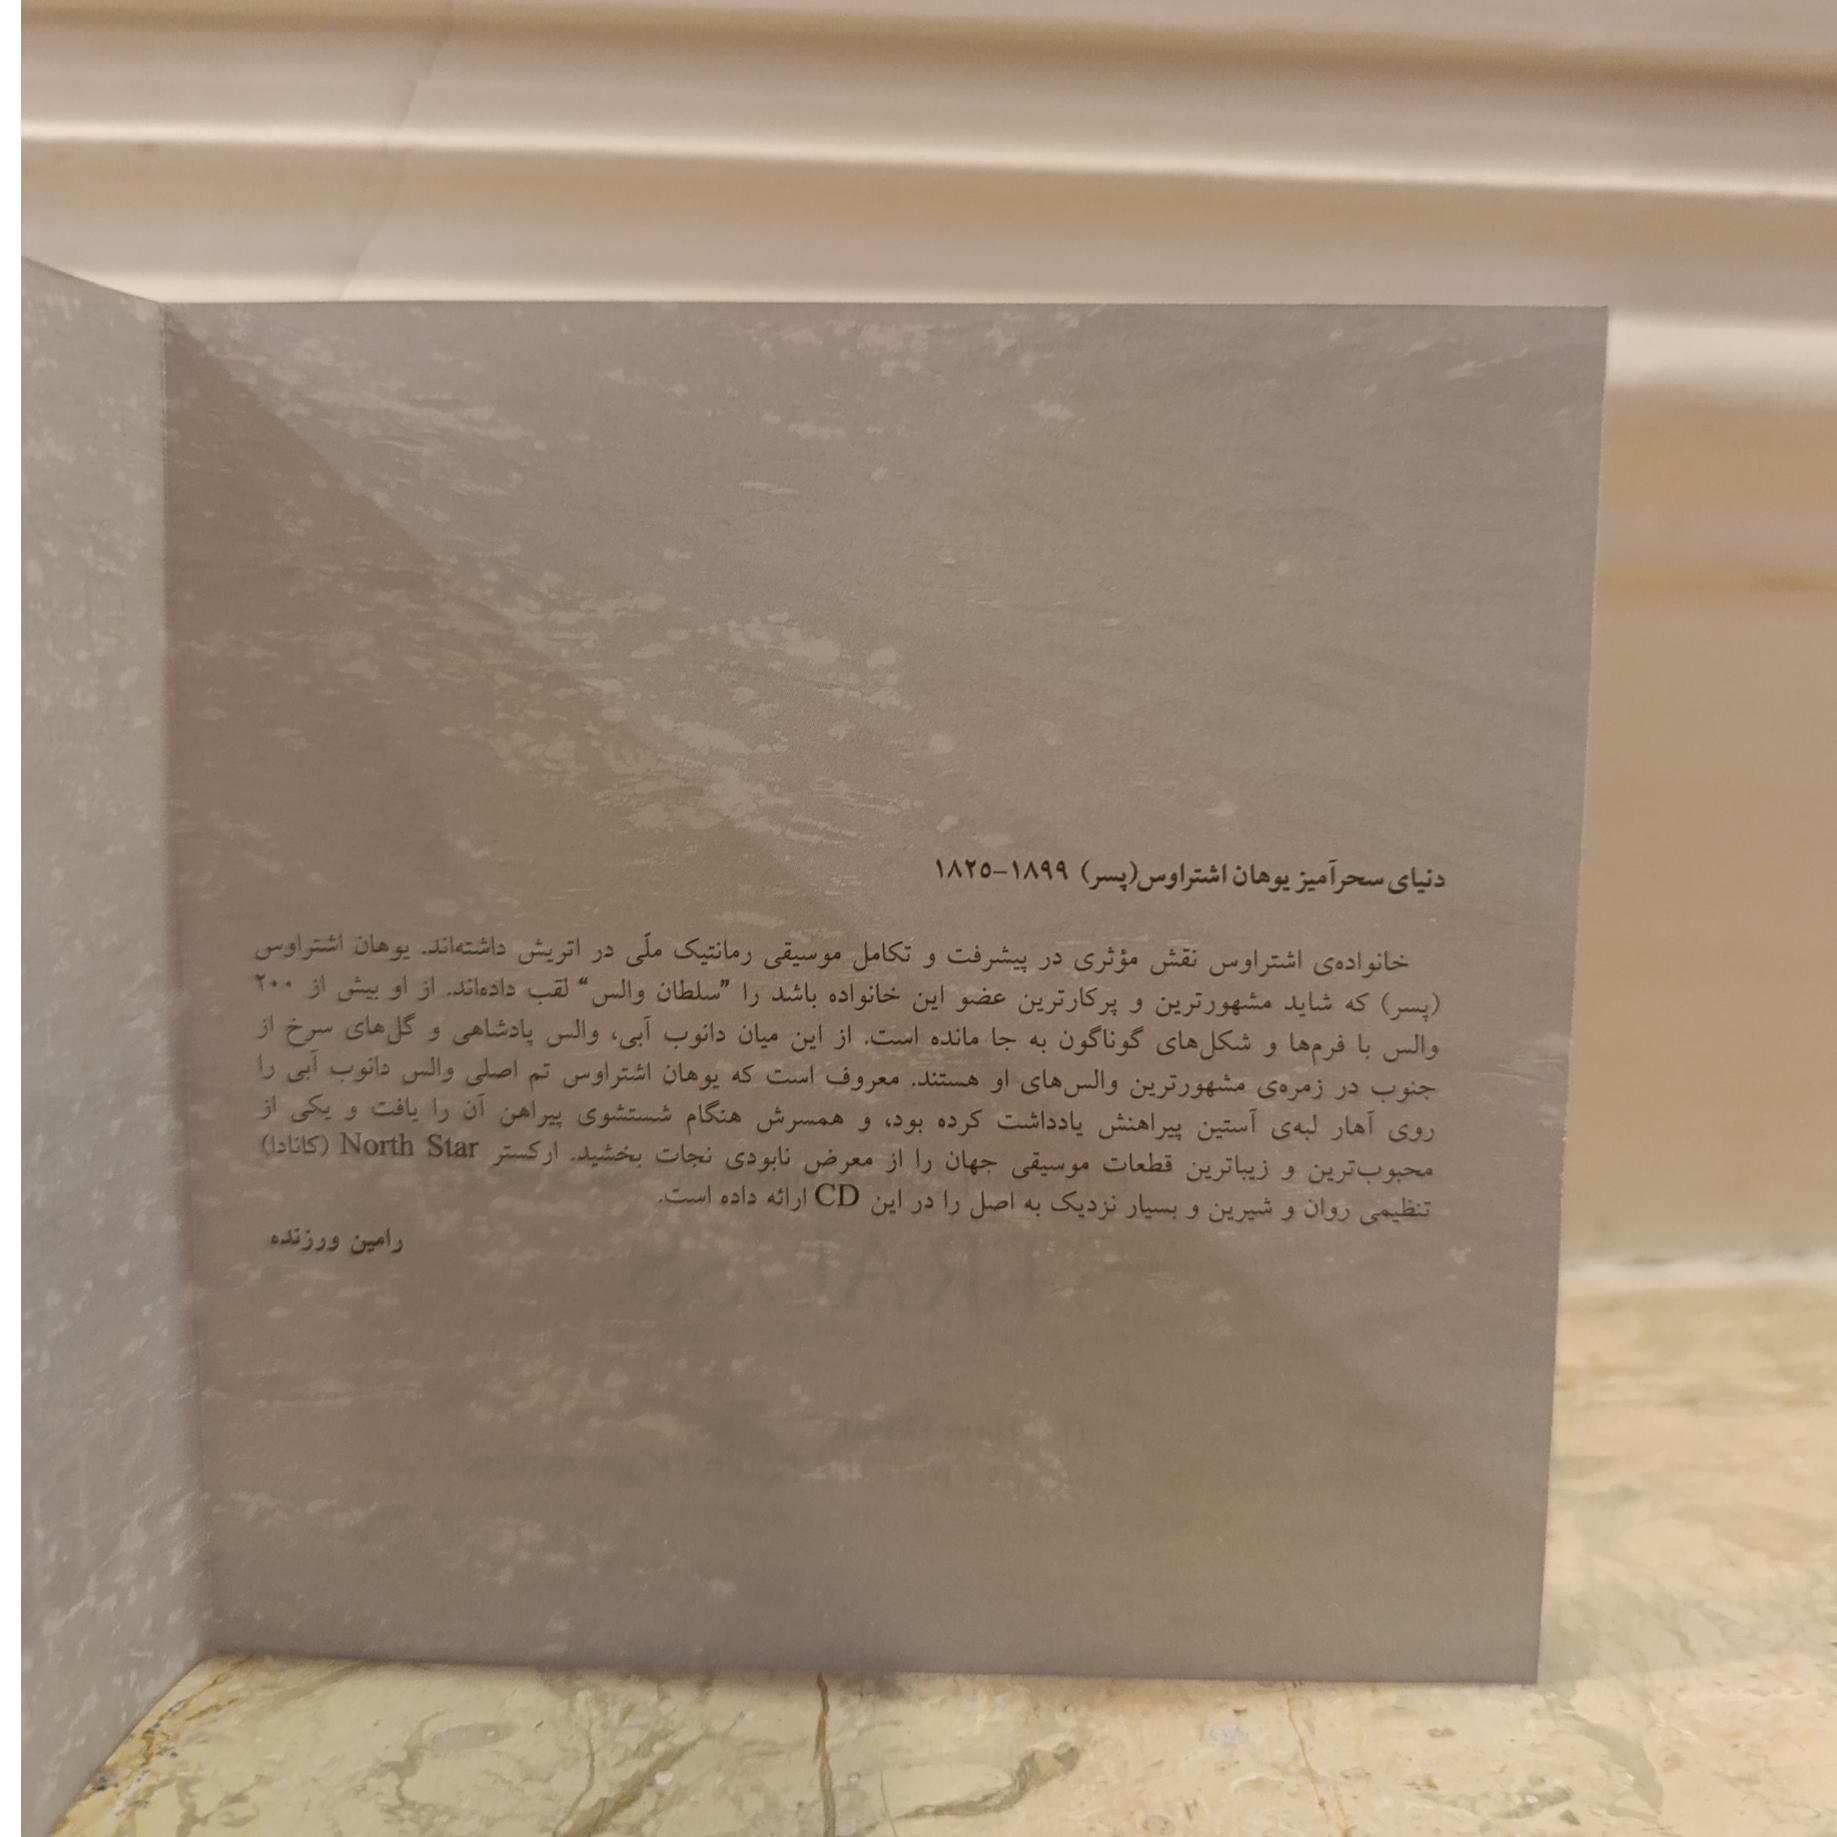 دنیای سحرآمیز یوهان اشتراوس(پسر) ۱۸۹۹-۱۸۲۵
خانواده‌ی اشتراوس نقش مؤثری در پیشرفت و تکامل موسیقی رمانتیک ملّی در اتریش داشته‌اند. یوهان اشتراوس
(پسر) که شاید مشهورترین و پرکارترین عضو این خانواده باشد را ”سلطان والس“ لقب داده‌اند. از او بیش از ۲۰۰
والس با فرم‌ها و شکل‌های گوناگون به جا مانده است. از این میان دانوب آبی، والس پادشاهی و گل‌های سرخ از
جنوب در زمره‌ی مشهورترین والس‌های او هستند. معروف است که یوهان اشتراوس تم اصلی والس دانوب آبی را
روی آهار لبه‌ی آستین پیراهنش یادداشت کرده بود، و همسرش هنگام شستشوی پیراهن آن را یافت و یکی از
محبوب‌ترین و زیباترین قطعات موسیقی جهان را از معرض نابودی نجات بخشید. ارکستر North Star (کانادا)
تنظیمی روان و شیرین و بسیار نزدیک به اصل را در این CD ارائه داده است.
رامین ورزنده